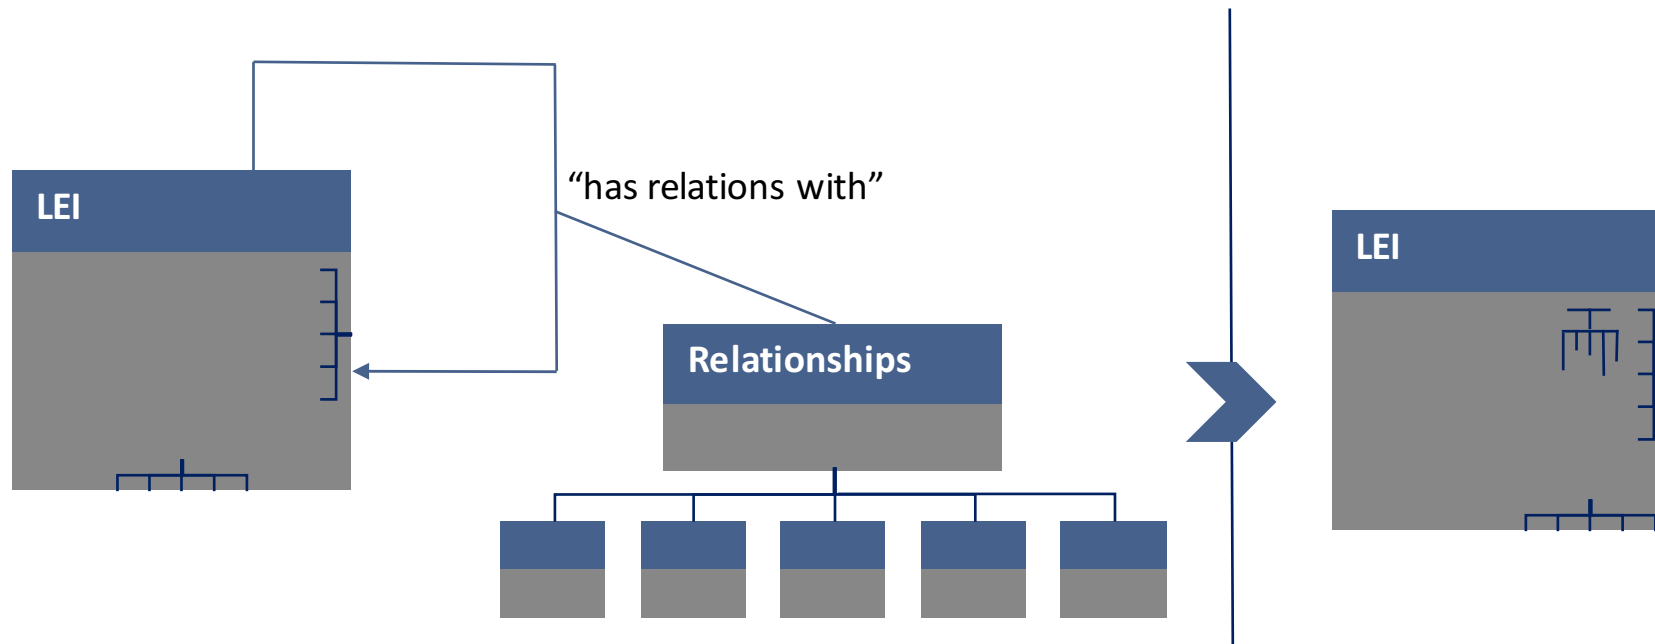 LEI
“has relations with”
Relationships
LEI